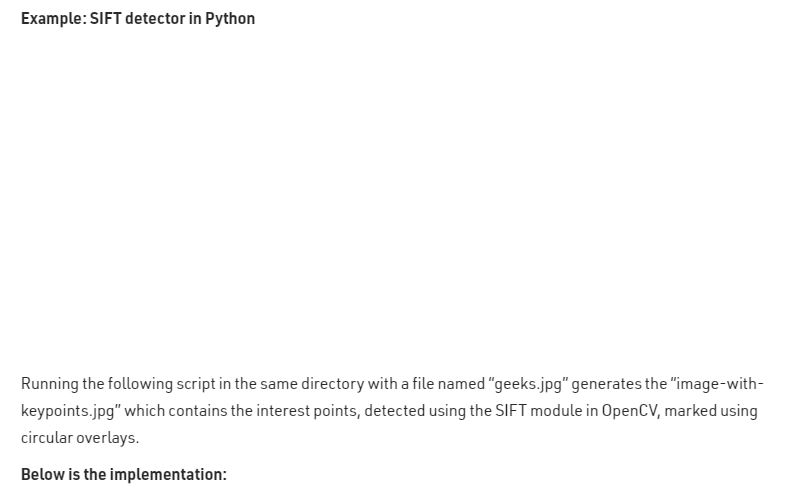 Example: SIFT detector in Python
Running the following script in the same directory with a file named “geeks.jpg” generates the “image-with-
keypoints.jpg” which contains the interest points, detected using the SIFT module in OpenCV, marked using
circular overlays.
Below is the implementation: